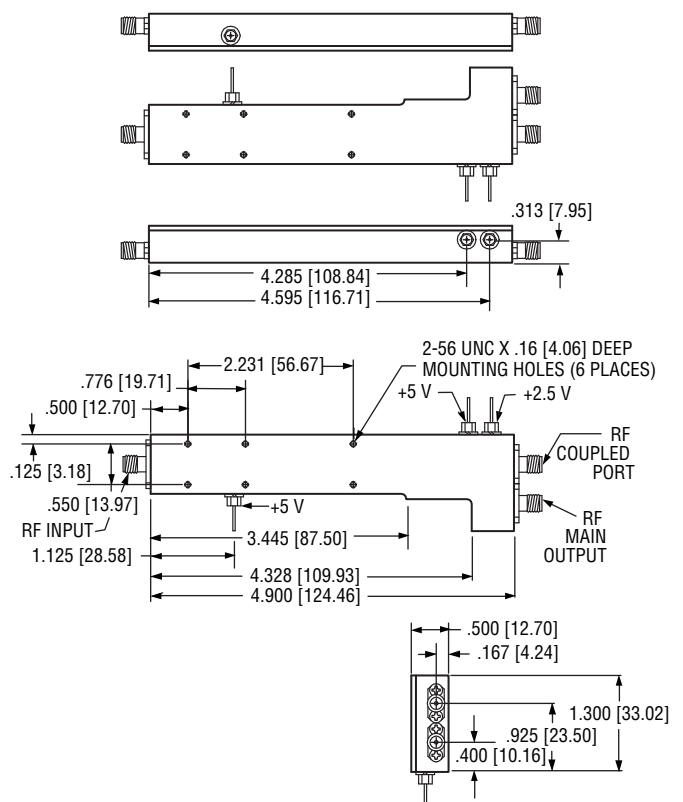 .313 [7.95]
4.285 [108.84]
4.595 [116.71]
2.231 [56.67]
2-56 UNC X .16 [4.06] DEEP
MOUNTING HOLES (6 PLACES)
.776 [19.71]
+5 V
+2.5 V
.500 [12.70]
RF
COUPLED
PORT
.125 [3.18]
.550 [13.97]
RF INPUT
+5 V
RF
MAIN
OUTPUT
3.445 [87.50]
1.125 [28.58]
4.328 [109.93]
4.900 [124.46]
.500 [12.70]
.167 [4.24]
1.300 [33.02]
.925 [23.50]
.400 [10.16]